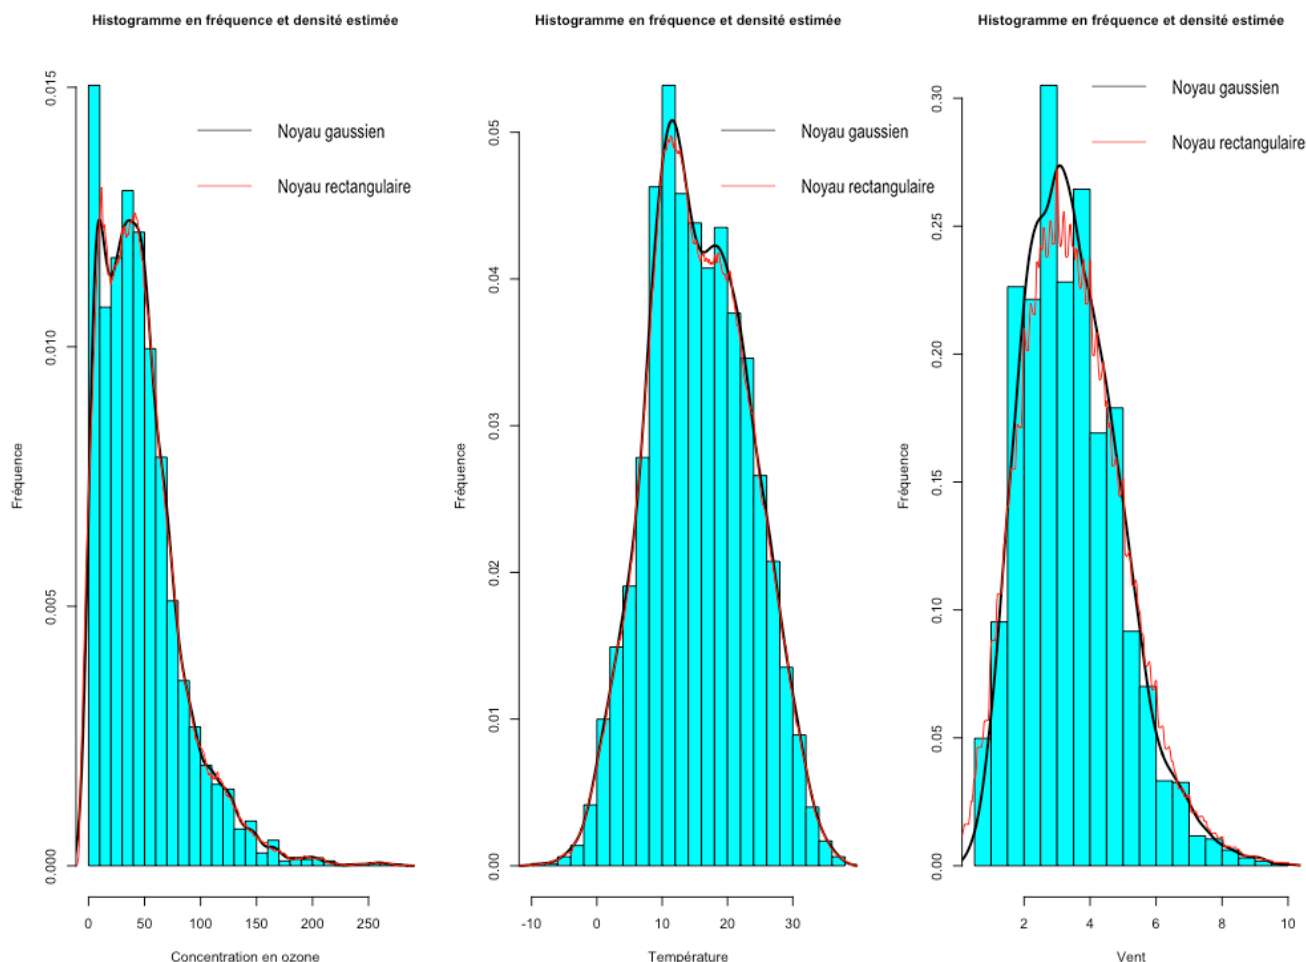 Histogramme en fréquence et densité estimée
Noyau gaussien
Noyau rectangulaire
Fréquence
0.000
0.005
0.010
0.015
0 50 100 150 200 250
Concentration en ozone
Histogramme en fréquence et densité estimée
Noyau gaussien
Noyau rectangulaire
Fréquence
0.00
0.01
0.02
0.03
0.04
0.05
-10 0 10 20 30
Température
Histogramme en fréquence et densité estimée
Noyau gaussien
Noyau rectangulaire
Fréquence
0.00
0.05
0.10
0.15
0.20
0.25
0.30
2 4 6 8 10
Vent